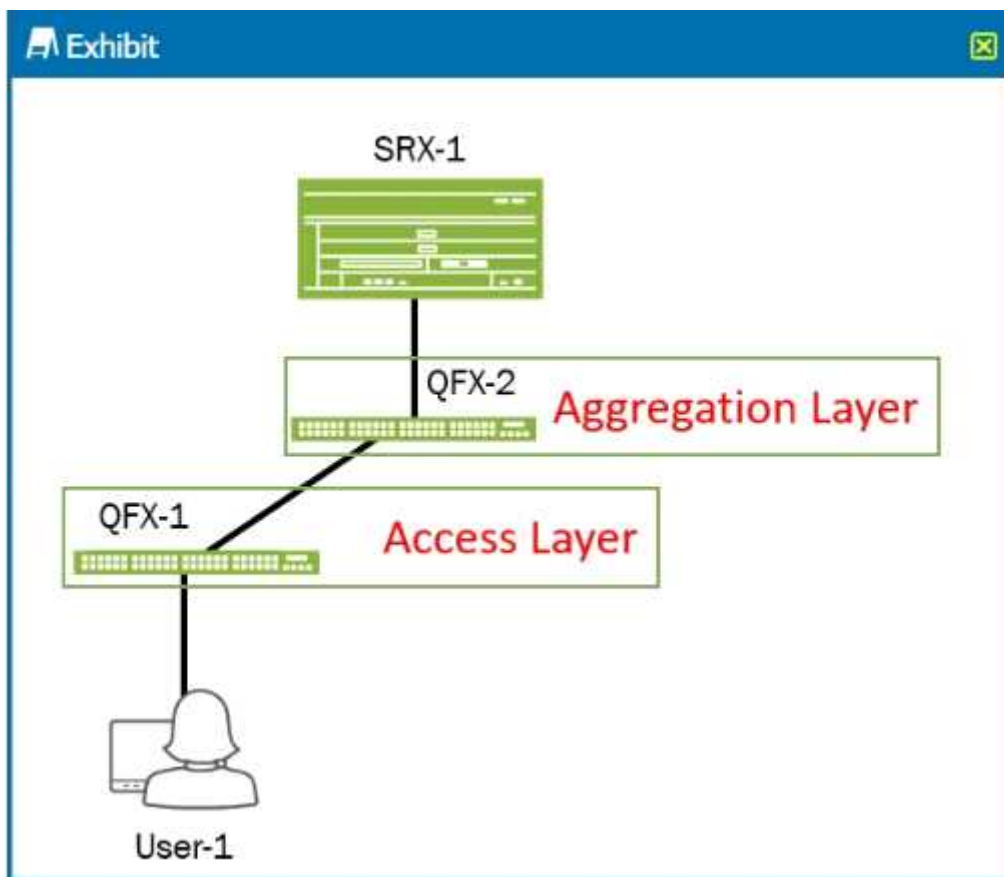 Exhibit
SRX-1
QFX-2
Aggregation Layer
QFX-1
Access Layer
User-1